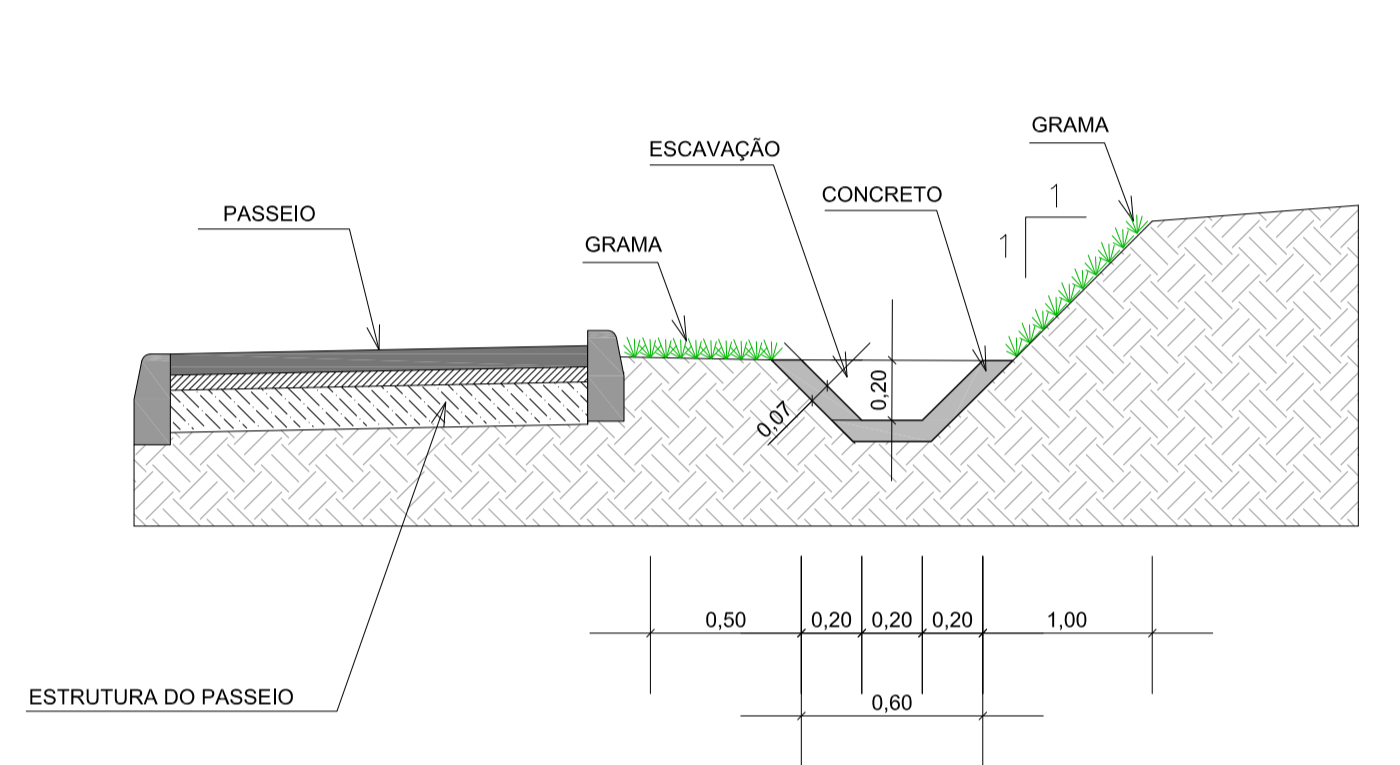 GRAMA
ESCAVAÇÃO
CONCRETO
1
1
PASSEIO
GRAMA
0,20
0,07
0,50
0,20
0,20
0,20
1,00
ESTRUTURA DO PASSEIO
0,60